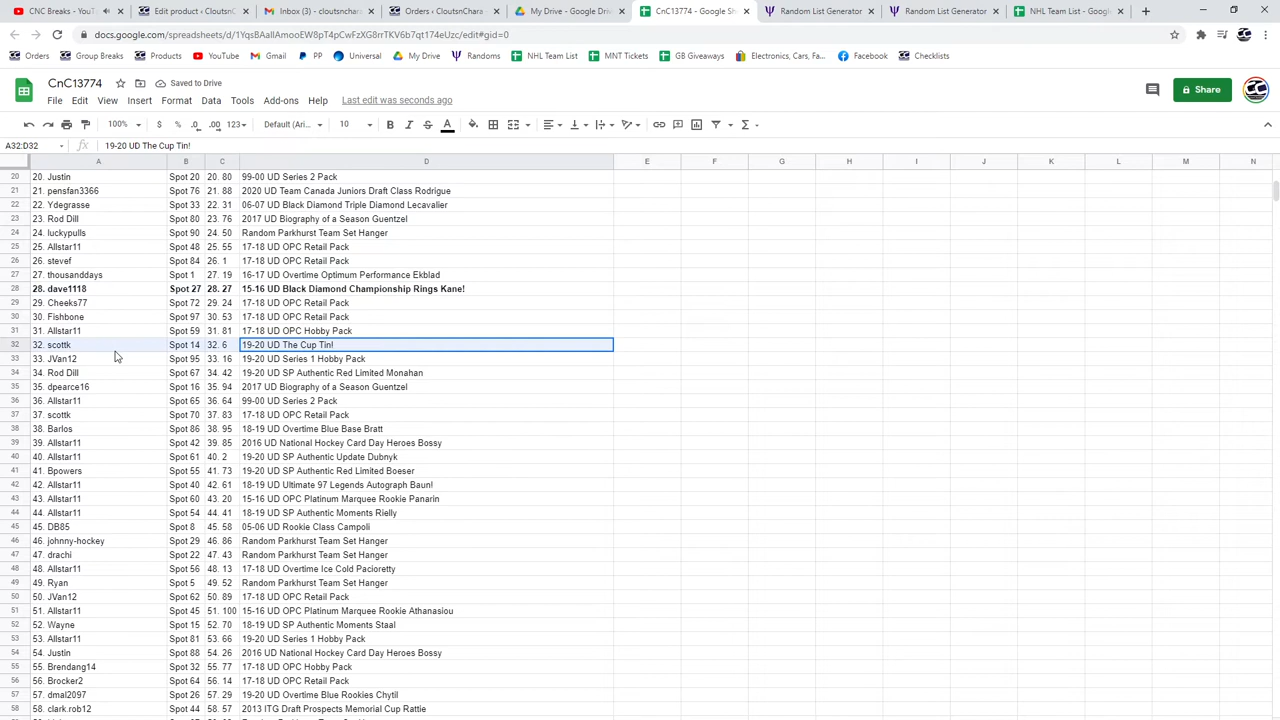 CNC Breaks - YouTube
Edit product ‹ CloutsnC
Inbox (3) - cloutsnchara
Orders ‹ CloutsnChara
My Drive - Google Driv
CnC13774 - Google She
Random List Generator
Random List Generator
NHL Team List - Google
docs.google.com/spreadsheets/d/1YqsBAallAmooEW8pT4pCwFzXG8rrTKV6b7qt174eUzc/edit#gid=0
Orders
Group Breaks
Products
YouTube
Gmail
PP
Universal
My Drive
Randoms
NHL Team List
MNT Tickets
GB Giveaways
Electronics, Cars, Fa...
Facebook
Checklists
CnC13774
Saved to Drive
File Edit View Insert Format Data Tools Add-ons Help Last edit was seconds ago
Share
100% $ % .0 .00 123 Default (Ari... 10 B I S A
A32:D32 fx 19-20 UD The Cup Tin!
A B C D E F G H I J K L M N
20 20. Justin Spot 20 20. 80 99-00 UD Series 2 Pack
21 21. pensfan3366 Spot 76 21. 88 2020 UD Team Canada Juniors Draft Class Rodrigue
22 22. Ydegrasse Spot 33 22. 31 06-07 UD Black Diamond Triple Diamond Lecavalier
23 23. Rod Dill Spot 80 23. 76 2017 UD Biography of a Season Guentzel
24 24. luckypulls Spot 90 24. 50 Random Parkhurst Team Set Hanger
25 25. Allstar11 Spot 48 25. 55 17-18 UD OPC Retail Pack
26 26. stevef Spot 84 26. 1 17-18 UD OPC Retail Pack
27 27. thousanddays Spot 1 27. 19 16-17 UD Overtime Optimum Performance Ekblad
28 28. dave1118 Spot 27 28. 27 15-16 UD Black Diamond Championship Rings Kane!
29 29. Cheeks77 Spot 72 29. 24 17-18 UD OPC Retail Pack
30 30. Fishbone Spot 97 30. 53 17-18 UD OPC Retail Pack
31 31. Allstar11 Spot 59 31. 81 17-18 UD OPC Hobby Pack
32 32. scottk Spot 14 32. 6 19-20 UD The Cup Tin!
33 33. JVan12 Spot 95 33. 16 19-20 UD Series 1 Hobby Pack
34 34. Rod Dill Spot 67 34. 42 19-20 UD SP Authentic Red Limited Monahan
35 35. dpearce16 Spot 16 35. 94 2017 UD Biography of a Season Guentzel
36 36. Allstar11 Spot 65 36. 64 99-00 UD Series 2 Pack
37 37. scottk Spot 70 37. 83 17-18 UD OPC Retail Pack
38 38. Barlos Spot 86 38. 95 18-19 UD Overtime Blue Base Bratt
39 39. Allstar11 Spot 42 39. 85 2016 UD National Hockey Card Day Heroes Bossy
40 40. Allstar11 Spot 61 40. 2 19-20 UD SP Authentic Update Dubnyk
41 41. Bpowers Spot 55 41. 73 19-20 UD SP Authentic Red Limited Boeser
42 42. Allstar11 Spot 40 42. 61 18-19 UD Ultimate 97 Legends Autograph Baun!
43 43. Allstar11 Spot 60 43. 20 15-16 UD OPC Platinum Marquee Rookie Panarin
44 44. Allstar11 Spot 54 44. 41 18-19 UD SP Authentic Moments Rielly
45 45. DB85 Spot 8 45. 58 05-06 UD Rookie Class Campoli
46 46. johnny-hockey Spot 29 46. 86 Random Parkhurst Team Set Hanger
47 47. drachi Spot 22 47. 43 Random Parkhurst Team Set Hanger
48 48. Allstar11 Spot 56 48. 13 17-18 UD Overtime Ice Cold Pacioretty
49 49. Ryan Spot 5 49. 52 Random Parkhurst Team Set Hanger
50 50. JVan12 Spot 62 50. 89 17-18 UD OPC Retail Pack
51 51. Allstar11 Spot 45 51. 100 15-16 UD OPC Platinum Marquee Rookie Athanasiou
52 52. Wayne Spot 15 52. 70 18-19 UD SP Authentic Moments Staal
53 53. Allstar11 Spot 81 53. 66 19-20 UD Series 1 Hobby Pack
54 54. Justin Spot 88 54. 26 2016 UD National Hockey Card Day Heroes Bossy
55 55. Brendang14 Spot 32 55. 77 17-18 UD OPC Hobby Pack
56 56. Brocker2 Spot 64 56. 14 17-18 UD OPC Retail Pack
57 57. dmal2097 Spot 26 57. 29 19-20 UD Overtime Blue Rookies Chytil
58 58. clark.rob12 Spot 44 58. 57 2013 ITG Draft Prospects Memorial Cup Rattie